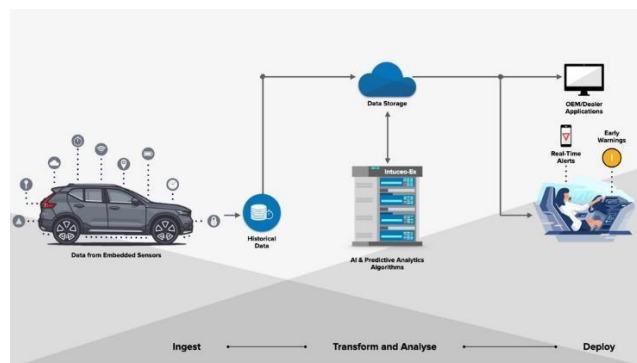 Data from Embedded Sensors
Historical
Data
Data Storage
Intuceo-Ex
AI & Predictive Analytics
Algorithms
OEM/Dealer
Applications
Real-Time
Alerts
Early
Warnings
Ingest
Transform and Analyse
Deploy